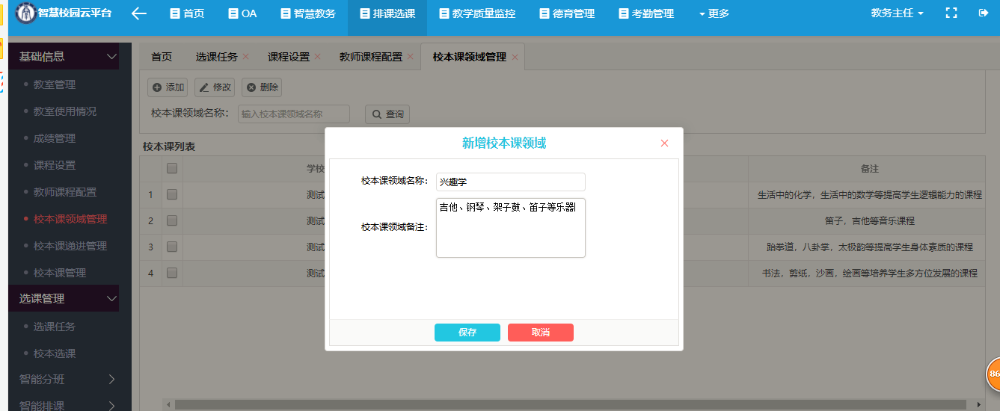 智慧校园云平台 首页 OA 智慧教务 排课选课 教学质量监控 德育管理 考勤管理 更多 教务主任
基础信息
教室管理
教室使用情况
成绩管理
课程设置
教师课程配置
校本课领域管理
校本课递进管理
校本课管理
选课管理
选课任务
校本选课
智能分班
智能排课
首页 选课任务 课程设置 教师课程配置 校本课领域管理
添加 修改 删除
校本课领域名称： 输入校本课领域名称 查询
校本课列表
学校 备注
1 测试 生活中的化学，生活中的数学等提高学生逻辑能力的课程
2 测试 笛子，吉他等音乐课程
3 测试 跆拳道，八卦掌，太极韵等提高学生身体素质的课程
4 测试 书法，剪纸，沙画，绘画等培养学生多方位发展的课程
新增校本课领域
校本课领域名称： 兴趣学
校本课领域备注： 吉他、钢琴、架子鼓、笛子等乐器
保存 取消
86